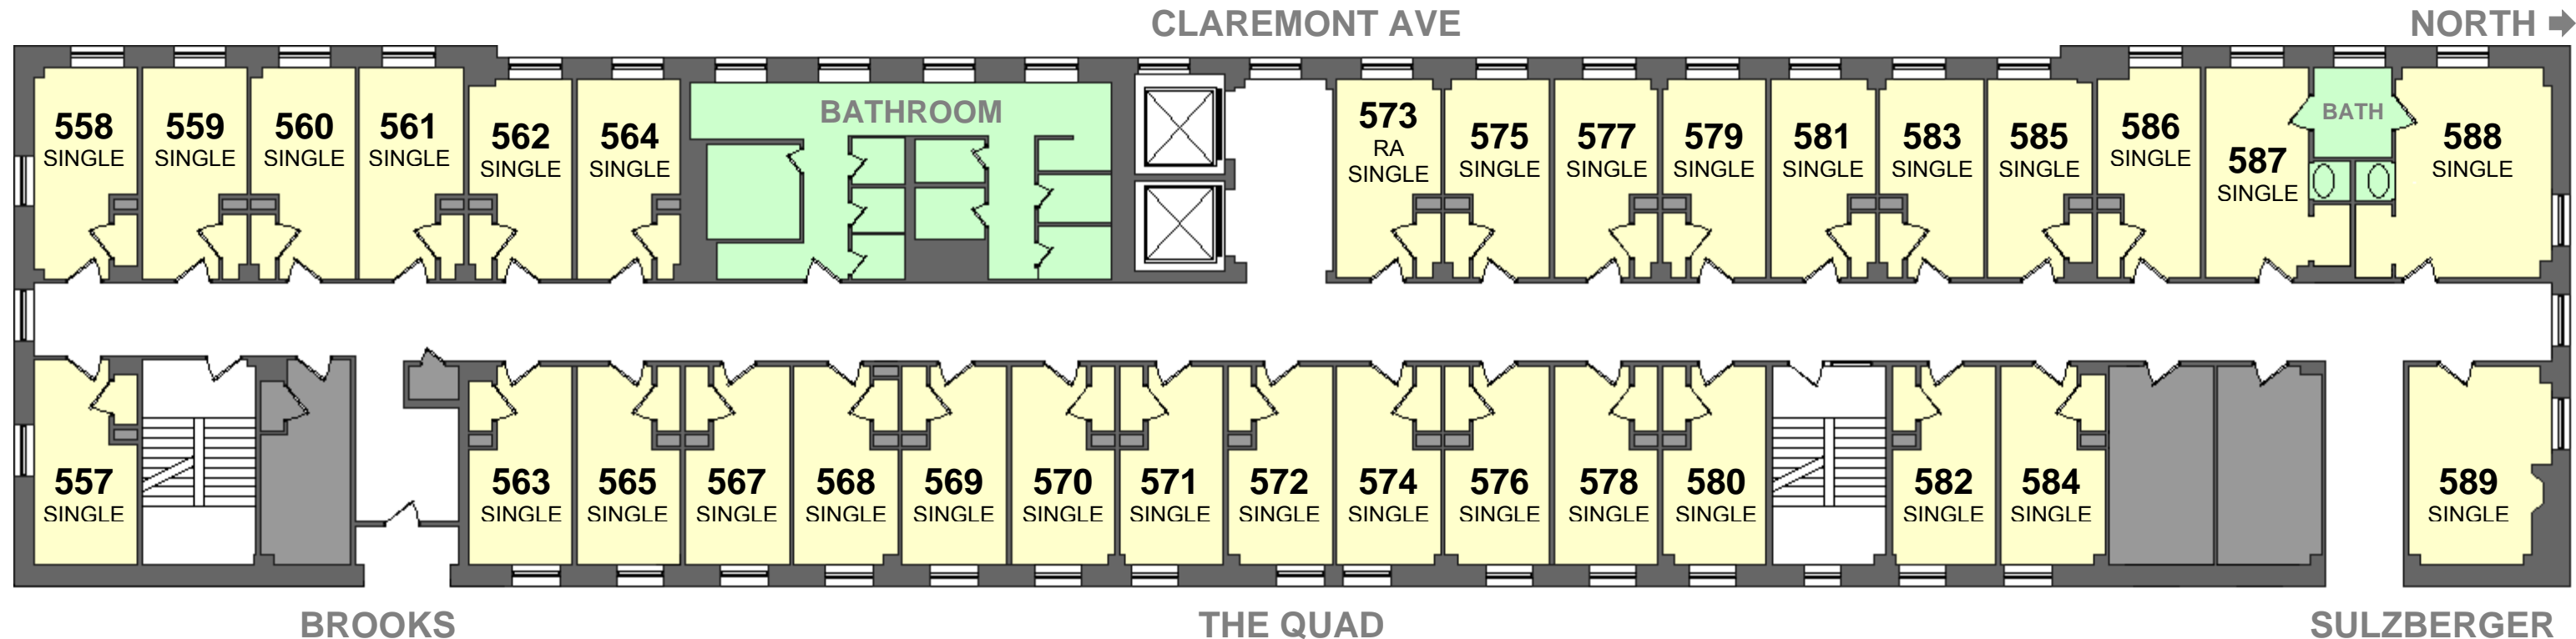 CLAREMONT AVE
NORTH
558
SINGLE
559
SINGLE
560
SINGLE
561
SINGLE
562
SINGLE
564
SINGLE
BATHROOM
573
RA
SINGLE
575
SINGLE
577
SINGLE
579
SINGLE
581
SINGLE
583
SINGLE
585
SINGLE
586
SINGLE
587
SINGLE
BATH
588
SINGLE
557
SINGLE
563
SINGLE
565
SINGLE
567
SINGLE
568
SINGLE
569
SINGLE
570
SINGLE
571
SINGLE
572
SINGLE
574
SINGLE
576
SINGLE
578
SINGLE
580
SINGLE
582
SINGLE
584
SINGLE
589
SINGLE
BROOKS
THE QUAD
SULZBERGER